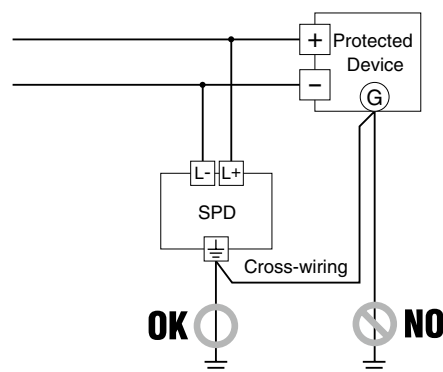 + Protected
Device
−
G
L- L+
SPD
Cross-wiring
OK
NO